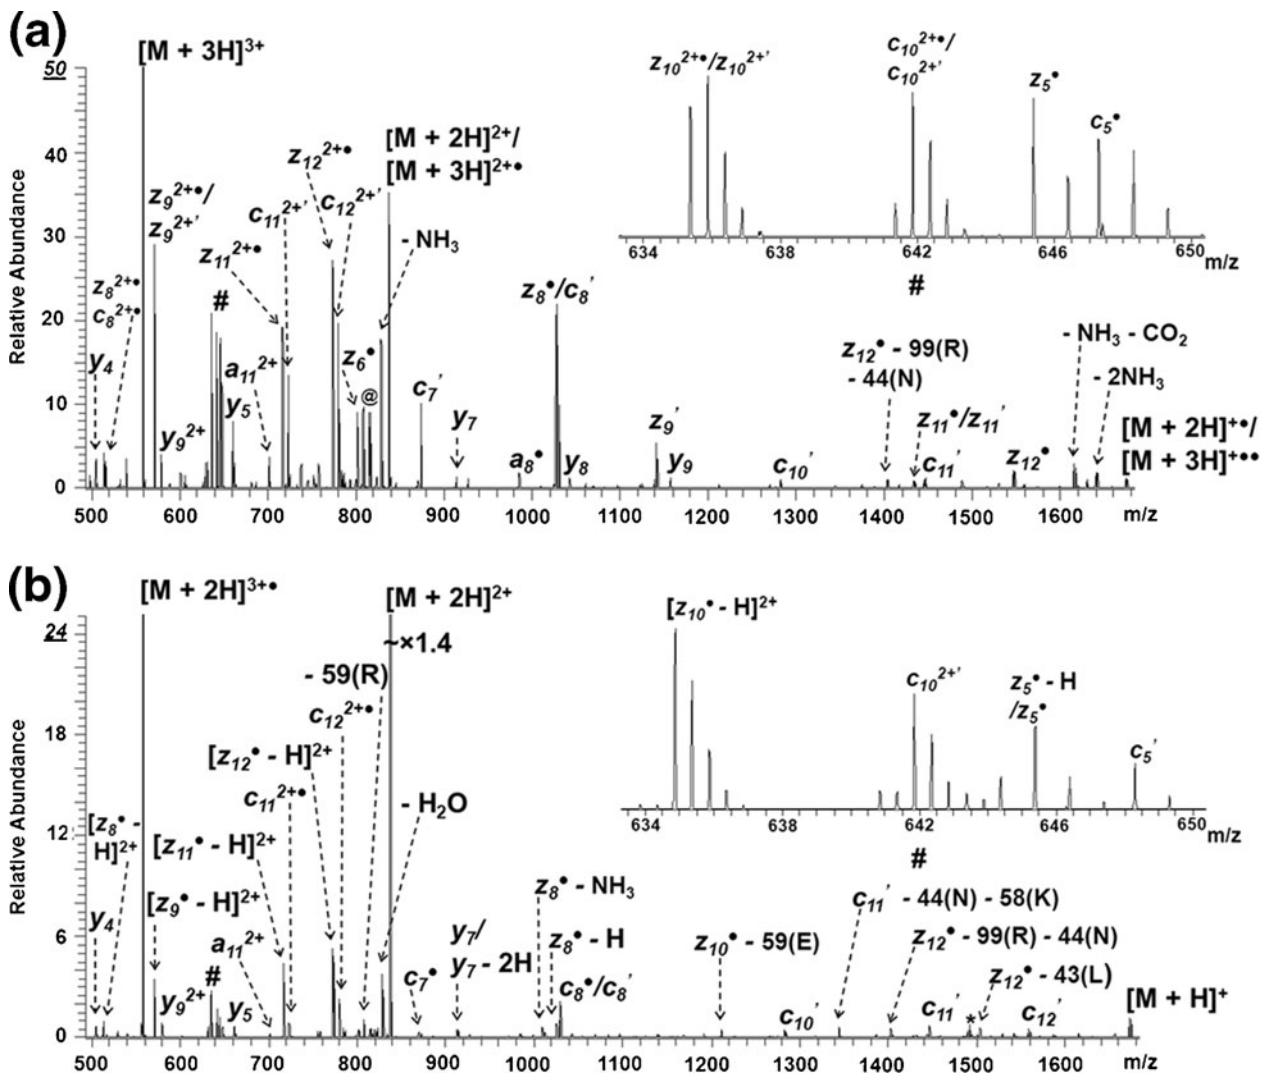 (a)
[M + 3H]³⁺
50
40
30
20
10
0
Relative Abundance
z₉²⁺•/
z₉²⁺′
z₈²⁺•
c₈²⁺•
y₄
y₉²⁺
#
z₁₁²⁺•
a₁₁²⁺
y₅
c₁₁²⁺′
z₁₂²⁺•
c₁₂²⁺′
[M + 2H]²⁺/
[M + 3H]²⁺•
- NH₃
z₆•
@
c₇′
y₇
a₈•
z₈•/c₈′
y₈
z₉′
y₉
c₁₀′
z₁₂• - 99(R)
- 44(N)
z₁₁•/z₁₁′
c₁₁′
z₁₂•
- NH₃ - CO₂
- 2NH₃
[M + 2H]⁺•/
[M + 3H]⁺••
500 600 700 800 900 1000 1100 1200 1300 1400 1500 1600 m/z
z₁₀²⁺•/z₁₀²⁺′
c₁₀²⁺•/
c₁₀²⁺′
z₅•
c₅•
634 638 642 646 650 m/z
#
(b)
[M + 2H]³⁺•
[M + 2H]²⁺
~×1.4
24
18
12
6
0
Relative Abundance
[z₈• -
H]²⁺
y₄
[z₉• - H]²⁺
y₉²⁺
#
a₁₁²⁺
y₅
[z₁₁• - H]²⁺
c₁₁²⁺•
[z₁₂• - H]²⁺
c₁₂²⁺•
- 59(R)
- H₂O
c₇•
y₇/
y₇ - 2H
z₈• - NH₃
z₈• - H
c₈•/c₈′
z₁₀• - 59(E)
c₁₀′
c₁₁′ - 44(N) - 58(K)
z₁₂• - 99(R) - 44(N)
z₁₂• - 43(L)
c₁₁′
*
c₁₂′
[M + H]⁺
500 600 700 800 900 1000 1100 1200 1300 1400 1500 1600 m/z
[z₁₀• - H]²⁺
c₁₀²⁺′
z₅• - H
/z₅•
c₅′
634 638 642 646 650 m/z
#